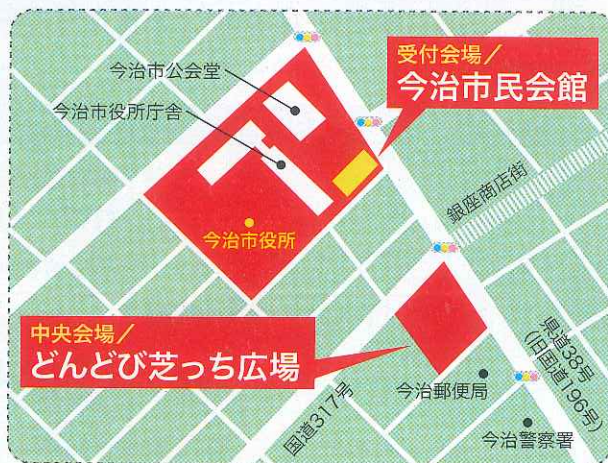 今治市公会堂
今治市役所庁舎
受付会場/
今治市民会館
銀座商店街
今治市役所
中央会場/
どんどび芝っち広場
国道317号
今治郵便局
県道38号
(旧国道196号)
今治警察署